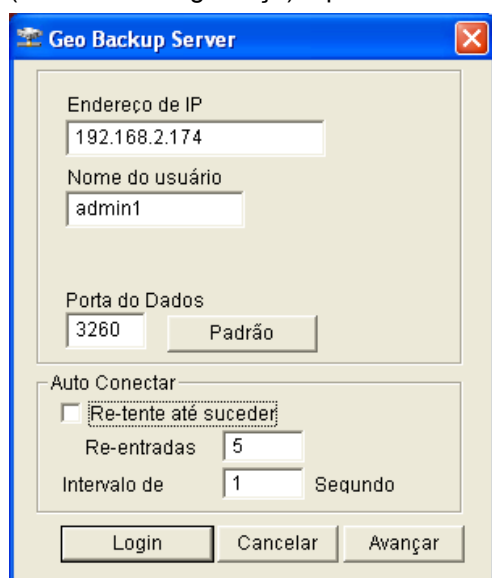 Geo Backup Server
Endereço de IP
192.168.2.174
Nome do usuário
admin1
Porta do Dados
3260 Padrão
Auto Conectar
Re-tente até suceder
Re-entradas 5
Intervalo de 1 Segundo
Login Cancelar Avançar